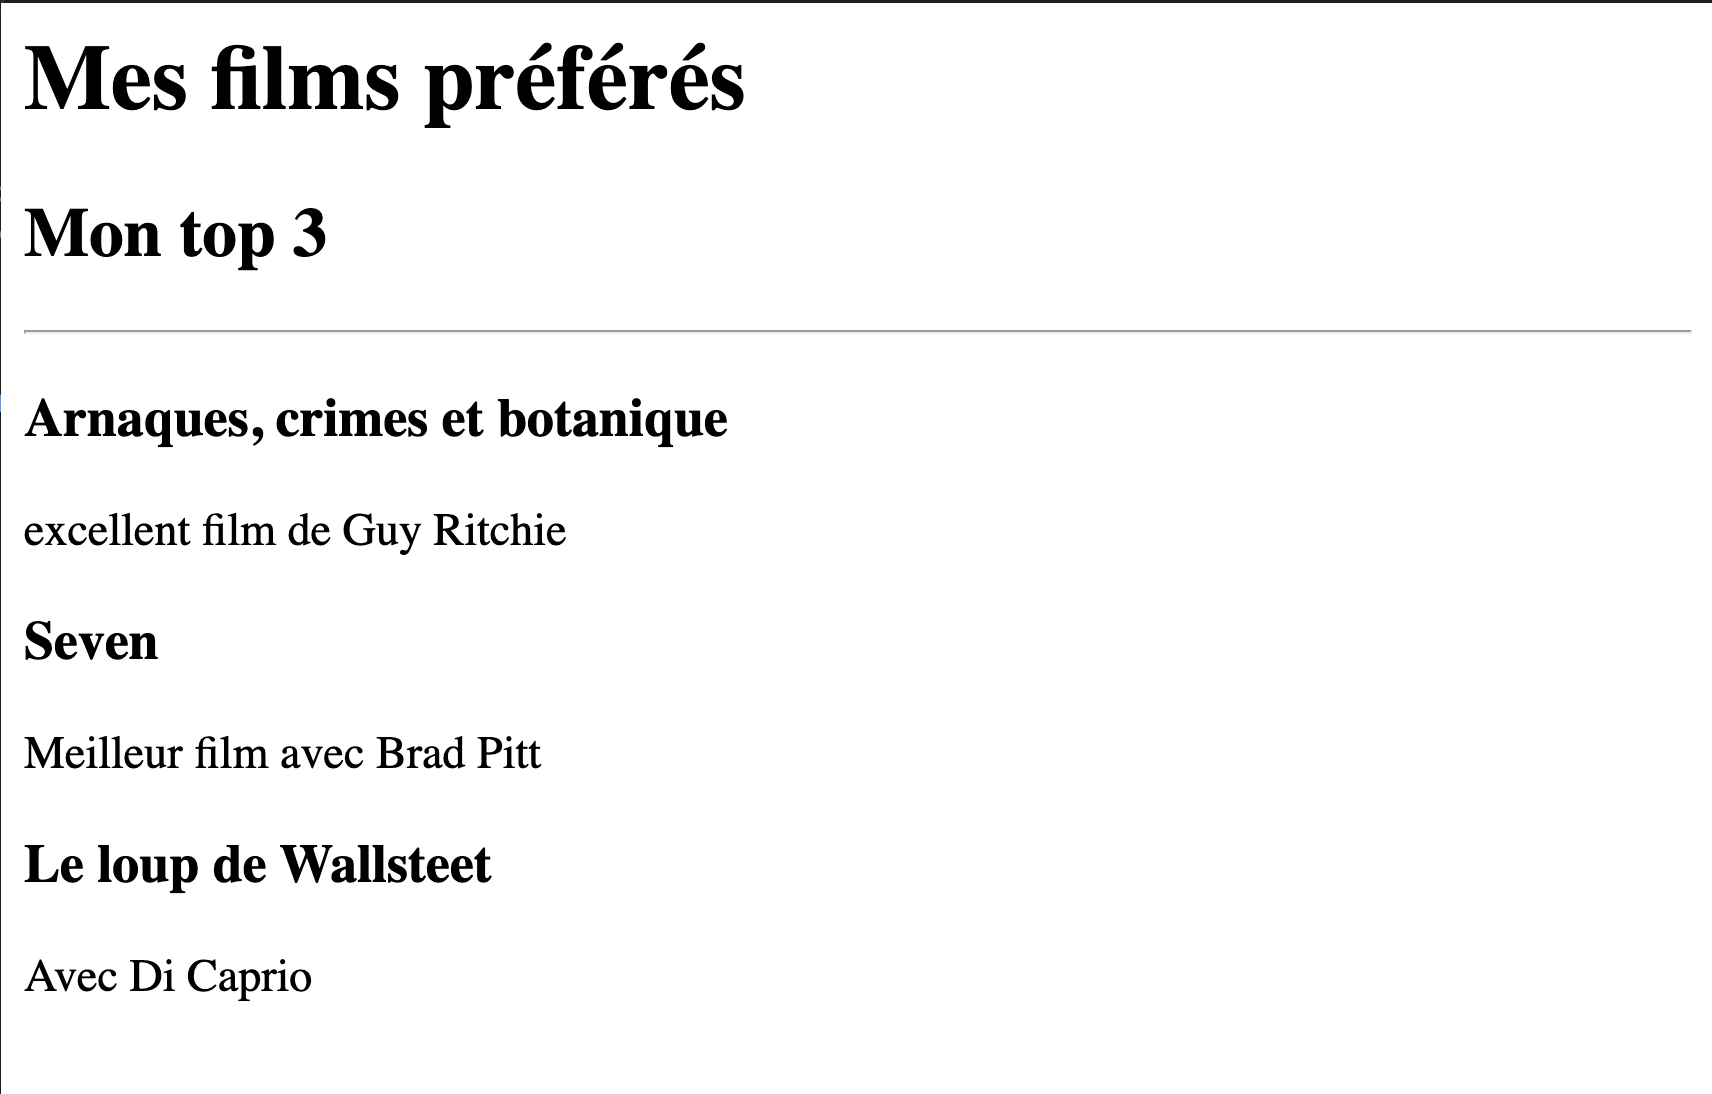 Mes films préférés
Mon top 3
Arnaques, crimes et botanique
excellent film de Guy Ritchie
Seven
Meilleur film avec Brad Pitt
Le loup de Wallsteet
Avec Di Caprio